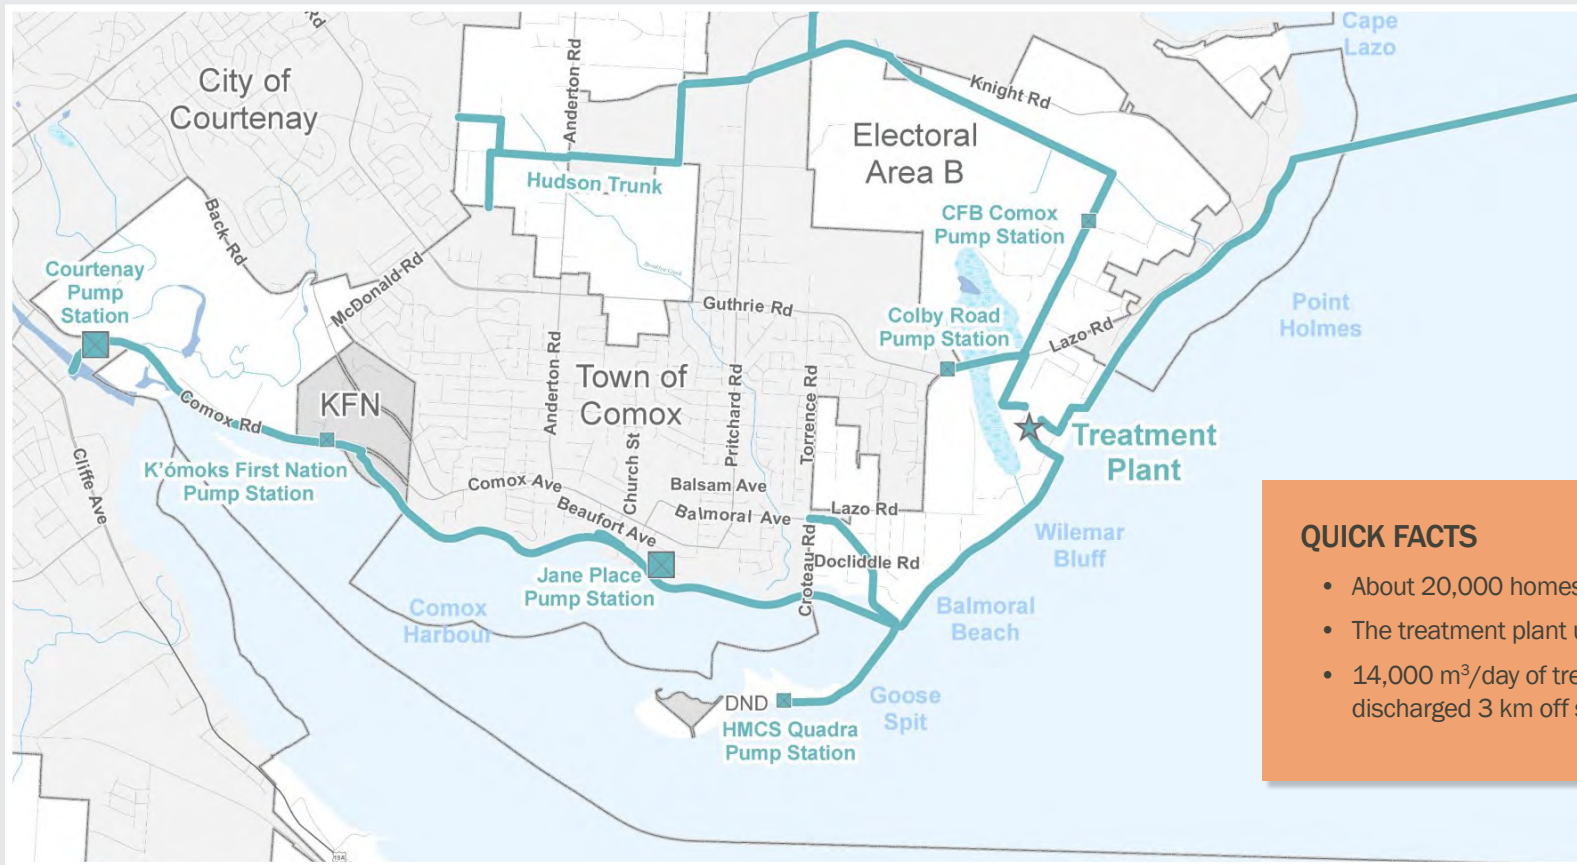 Rd
Cape
Lazo
City of
Courtenay
Anderton Rd
Knight Rd
Electoral
Area B
Hudson Trunk
Back Rd
CFB Comox
Pump Station
McDonald Rd
Courtenay
Pump
Station
Guthrie Rd
Colby Road
Pump Station
Lazo Rd
Point
Holmes
Anderton Rd
Town of
Comox
Pritchard Rd
Torrence Rd
KFN
Comox Rd
Church St
Treatment
Plant
Cliffe Ave
K'ómoks First Nation
Pump Station
Comox Ave
Balsam Ave
Beaufort Ave
Balmoral Ave
Lazo Rd
Croteau Rd
Docliddle Rd
Wilemar
Bluff
Jane Place
Pump Station
Comox
Harbour
Balmoral
Beach
DND
Goose
Spit
HMCS Quadra
Pump Station
19A
QUICK FACTS
• About 20,000 homes
• The treatment plant u
• 14,000 m³/day of tre
discharged 3 km off s